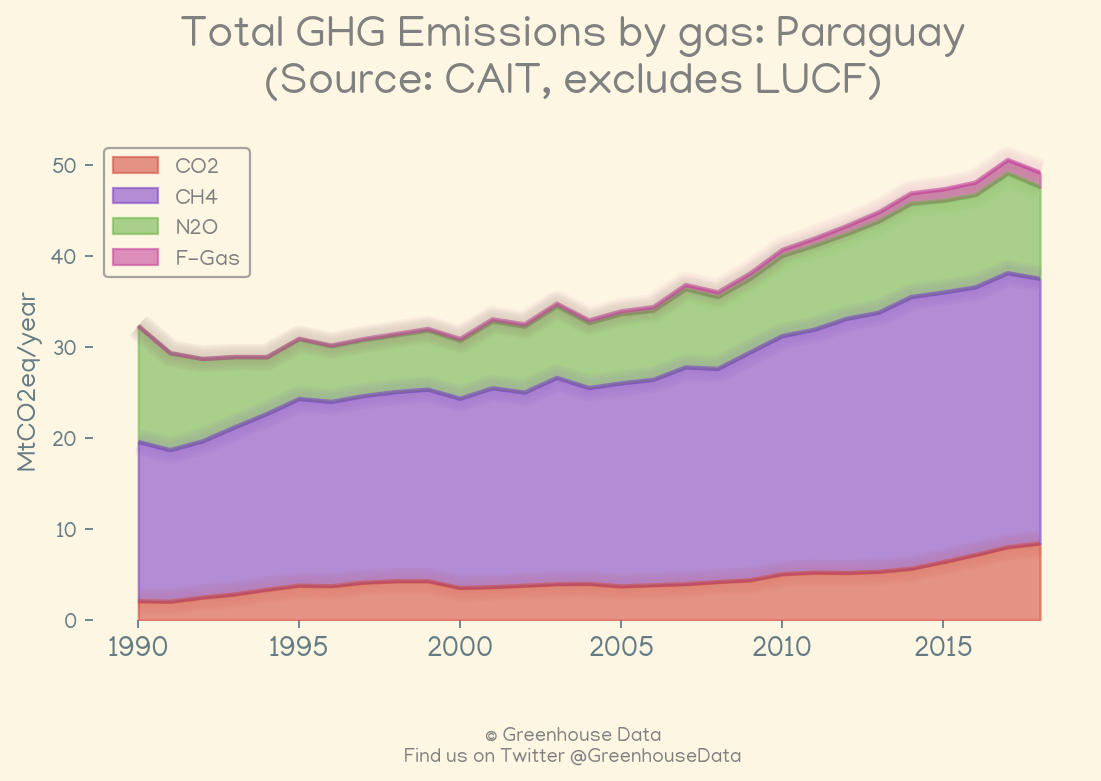 Total GHG Emissions by gas: Paraguay
(Source: CAIT, excludes LUCF)
50
CO2
CH4
N2O
F-Gas
40
30
20
10
0
MtCO2eq/year
1990 1995 2000 2005 2010 2015
© Greenhouse Data
Find us on Twitter @GreenhouseData